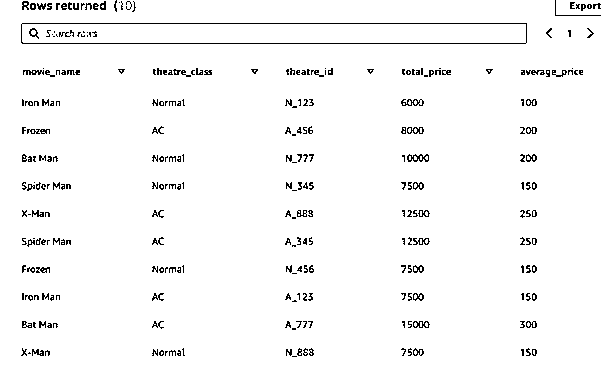 Rows returned (10)
Export
Search rows
1
movie_name theatre_class theatre_id total_price average_price
Iron Man Normal N_123 6000 100
Frozen AC A_456 8000 200
Bat Man Normal N_777 10000 200
Spider Man Normal N_345 7500 150
X-Man AC A_888 12500 250
Spider Man AC A_345 12500 250
Frozen Normal N_456 7500 150
Iron Man AC A_123 7500 150
Bat Man AC A_777 15000 300
X-Man Normal N_888 7500 150